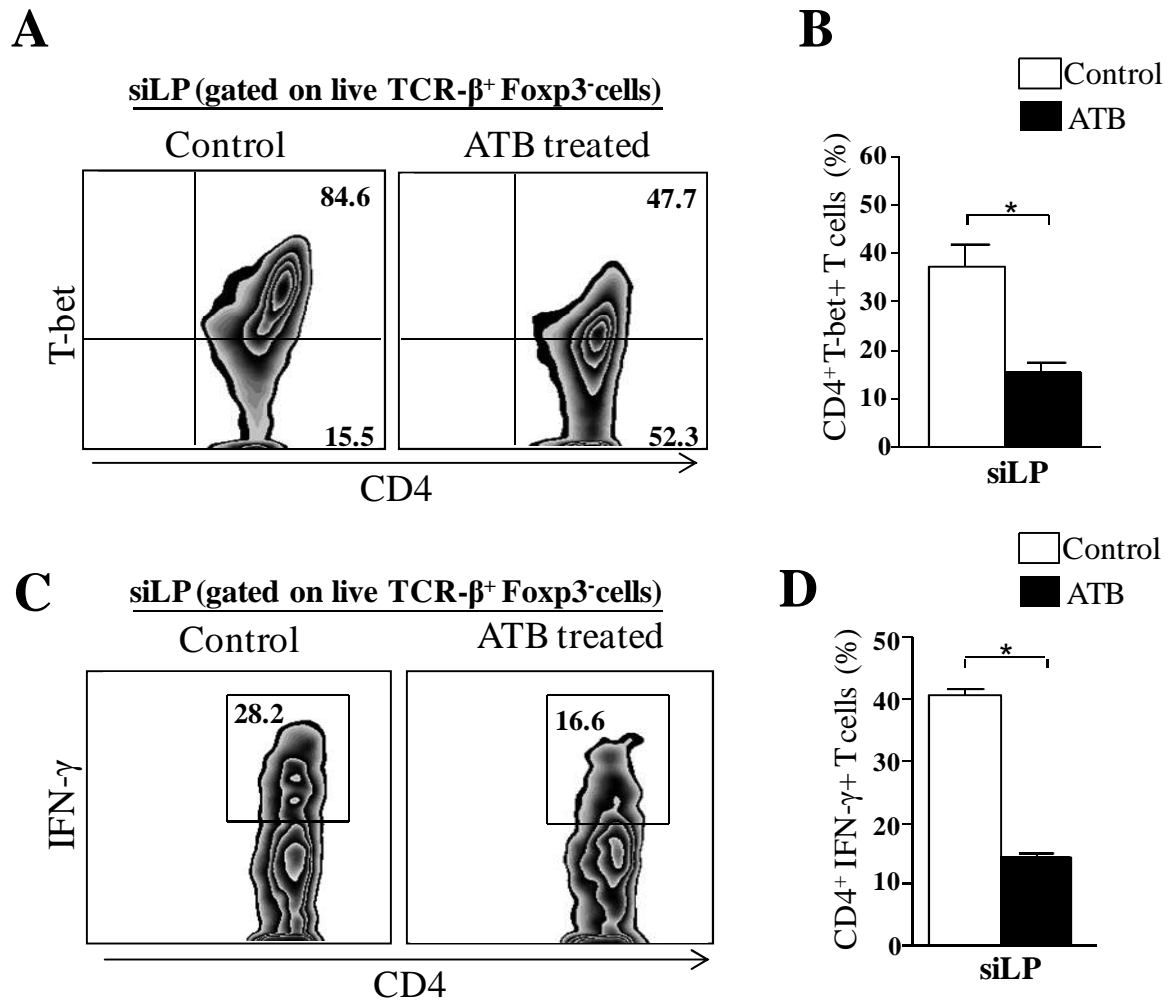 A
siLP (gated on live TCR-β⁺ Foxp3⁻cells)
Control
ATB treated
84.6
47.7
15.5
52.3
T-bet
CD4
B
Control
ATB
CD4⁺ T-bet+ T cells (%)
60
50
40
30
20
10
0
*
siLP
C
siLP (gated on live TCR-β⁺ Foxp3⁻cells)
Control
ATB treated
28.2
16.6
IFN-γ
CD4
D
Control
ATB
CD4⁺ IFN-γ+ T cells (%)
50
40
30
20
10
0
*
siLP